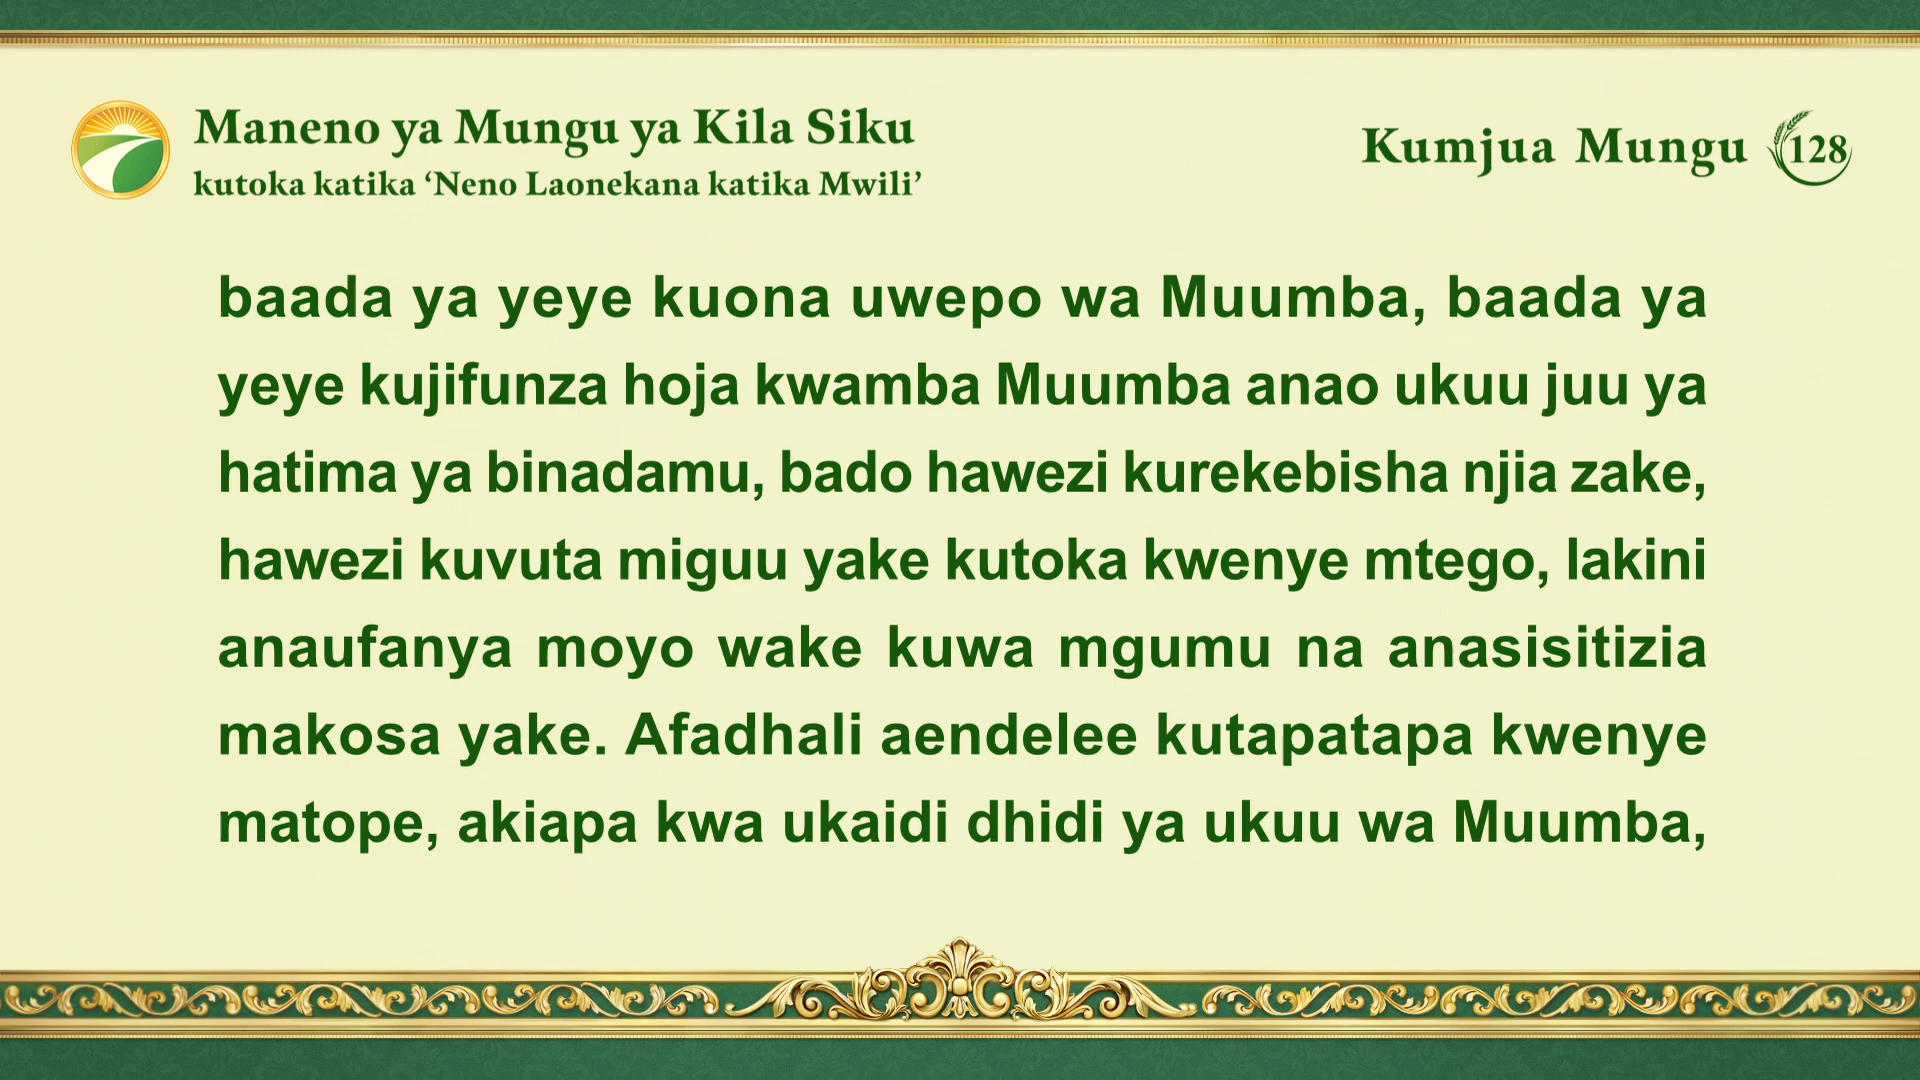 Maneno ya Mungu ya Kila Siku
kutoka katika ‘Neno Laonekana katika Mwili’
Kumjua Mungu 128
baada ya yeye kuona uwepo wa Muumba, baada ya
yeye kujifunza hoja kwamba Muumba anao ukuu juu ya
hatima ya binadamu, bado hawezi kurekebisha njia zake,
hawezi kuvuta miguu yake kutoka kwenye mtego, lakini
anaufanya moyo wake kuwa mgumu na anasisitizia
makosa yake. Afadhali aendelee kutapatapa kwenye
matope, akiapa kwa ukaidi dhidi ya ukuu wa Muumba,